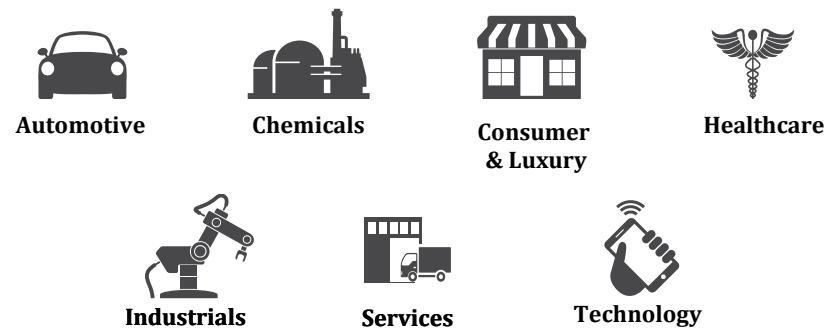 Automotive
Chemicals
Consumer
& Luxury
Healthcare
Industrials
Services
Technology